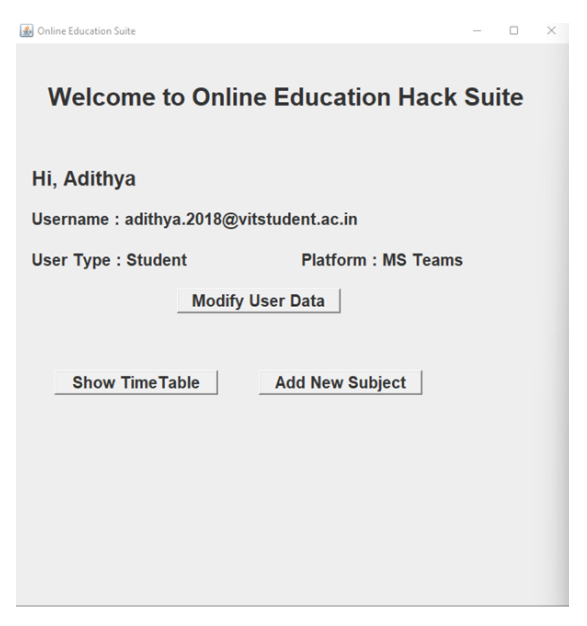 Online Education Suite
Welcome to Online Education Hack Suite
Hi, Adithya
Username : adithya.2018@vitstudent.ac.in
User Type : Student Platform : MS Teams
Modify User Data
Show TimeTable Add New Subject